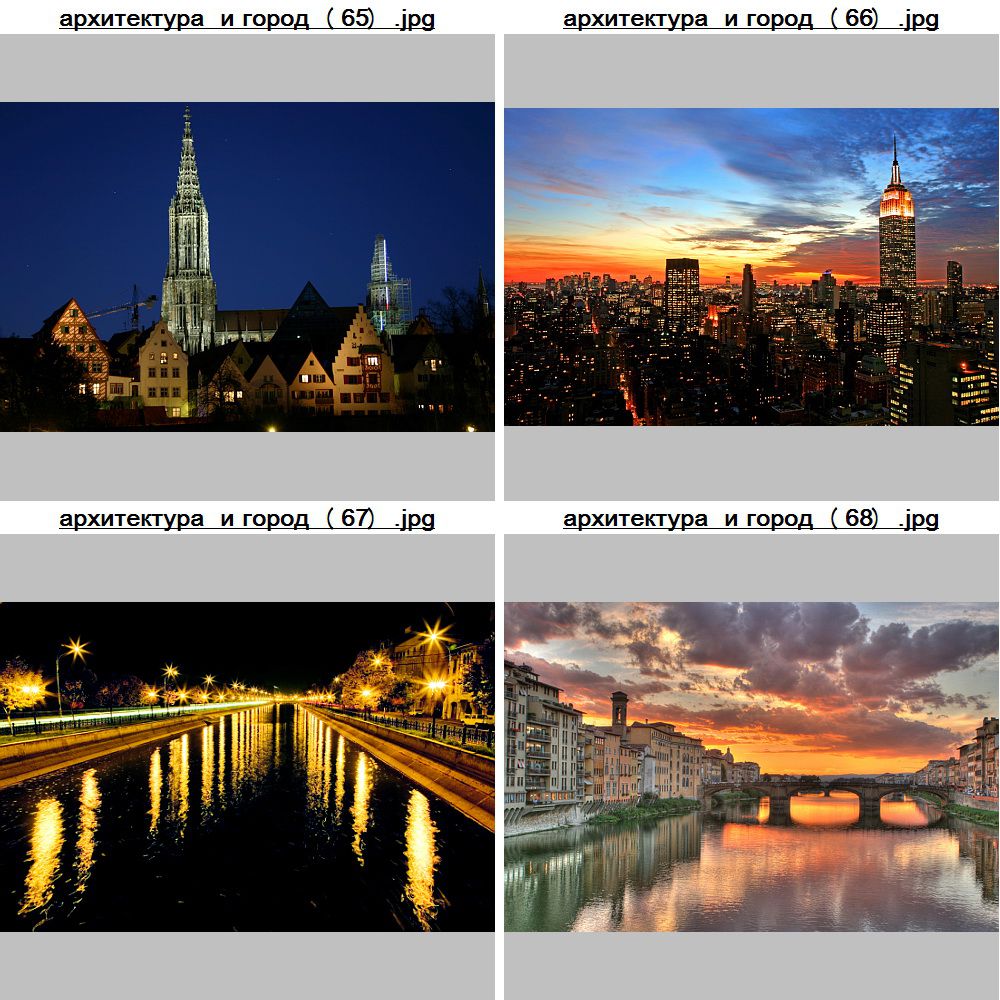 архитектура и город ( 65) .jpg
архитектура и город ( 66) .jpg
архитектура и город ( 67) .jpg
архитектура и город ( 68) .jpg